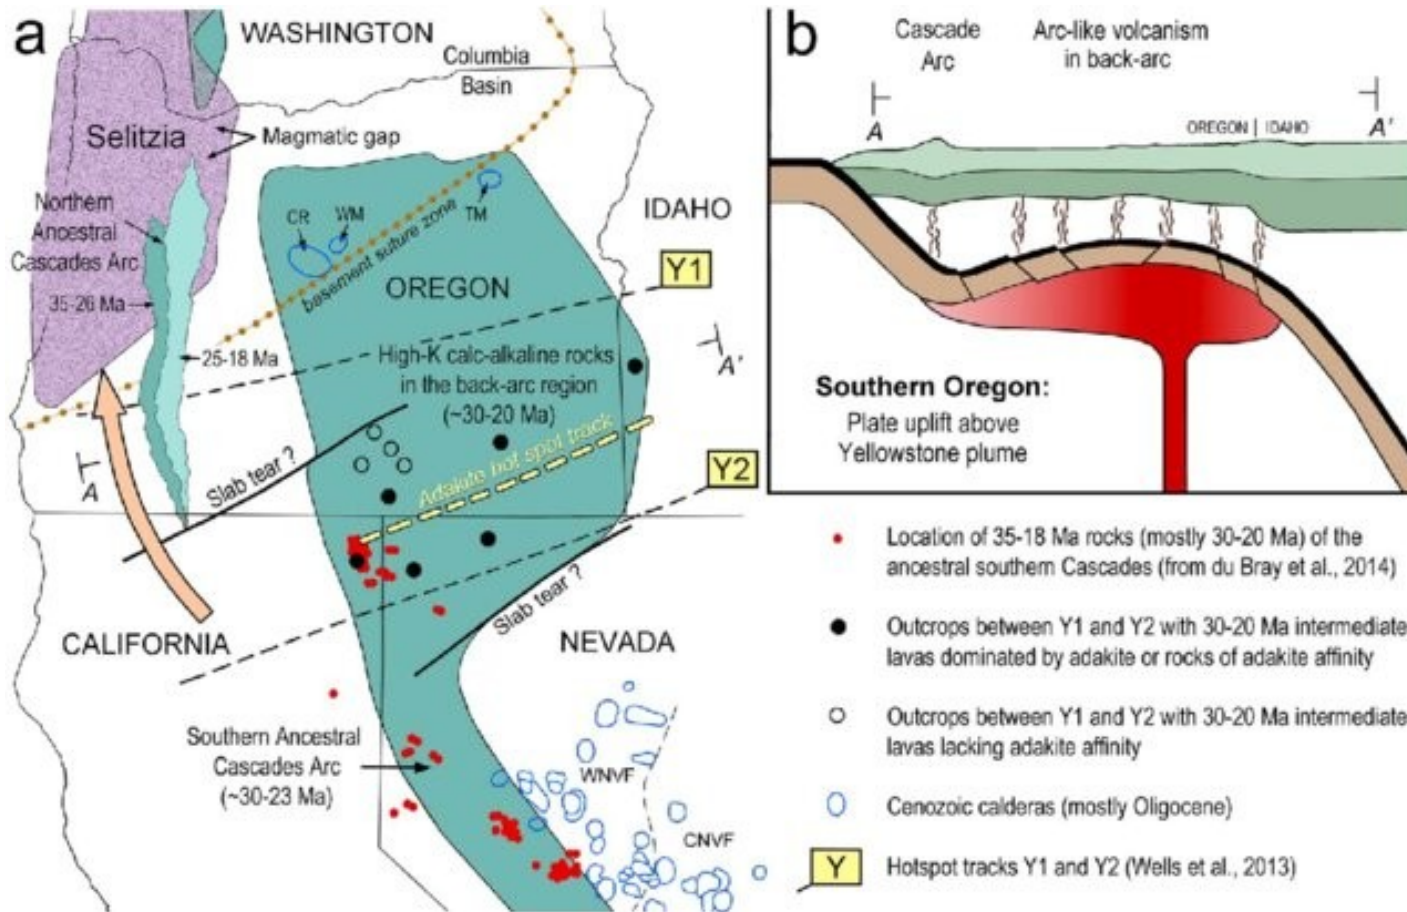 a
WASHINGTON
Columbia
Basin
Selitzia
Magmatic gap
Northern
Ancestral
Cascades Arc
35-26 Ma
25-18 Ma
CR
WM
TM
basement suture zone
IDAHO
OREGON
Y1
High-K calc-alkaline rocks
in the back-arc region
(~30-20 Ma)
A'
Adakite hot spot track
Slab tear ?
A
Y2
Slab tear ?
CALIFORNIA
NEVADA
Southern Ancestral
Cascades Arc
(~30-23 Ma)
WNVF
CNVF
b
Cascade
Arc
Arc-like volcanism
in back-arc
A
OREGON | IDAHO
A'
Southern Oregon:
Plate uplift above
Yellowstone plume
Location of 35-18 Ma rocks (mostly 30-20 Ma) of the
ancestral southern Cascades (from du Bray et al., 2014)
Outcrops between Y1 and Y2 with 30-20 Ma intermediate
lavas dominated by adakite or rocks of adakite affinity
Outcrops between Y1 and Y2 with 30-20 Ma intermediate
lavas lacking adakite affinity
Cenozoic calderas (mostly Oligocene)
Y
Hotspot tracks Y1 and Y2 (Wells et al., 2013)